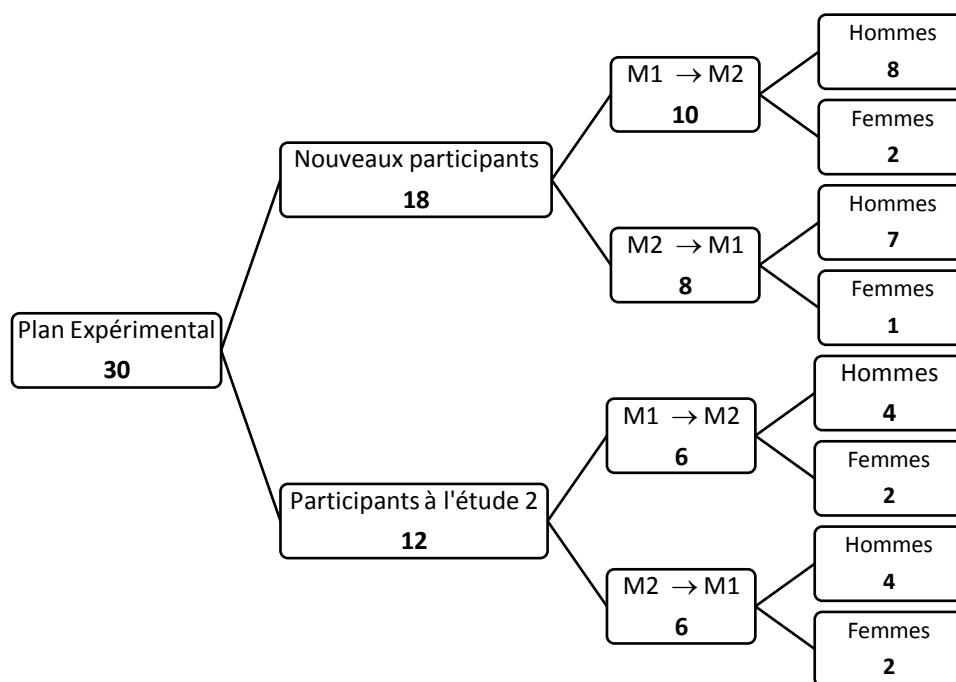 Plan Expérimental
30
Nouveaux participants
18
M1 → M2
10
Hommes
8
Femmes
2
M2 → M1
8
Hommes
7
Femmes
1
Participants à l'étude 2
12
M1 → M2
6
Hommes
4
Femmes
2
M2 → M1
6
Hommes
4
Femmes
2